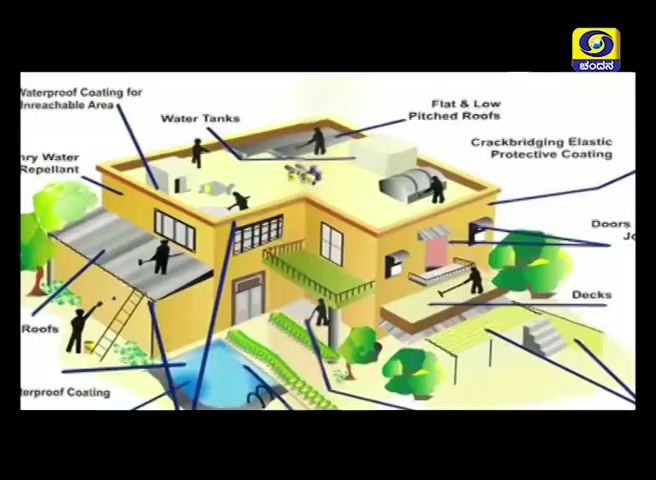 ಚಂದನ
Waterproof Coating for
Unreachable Area
Water Tanks
Flat & Low
Pitched Roofs
Crackbridging Elastic
Protective Coating
Water
Repellant
Doors
Decks
Roofs
Coating